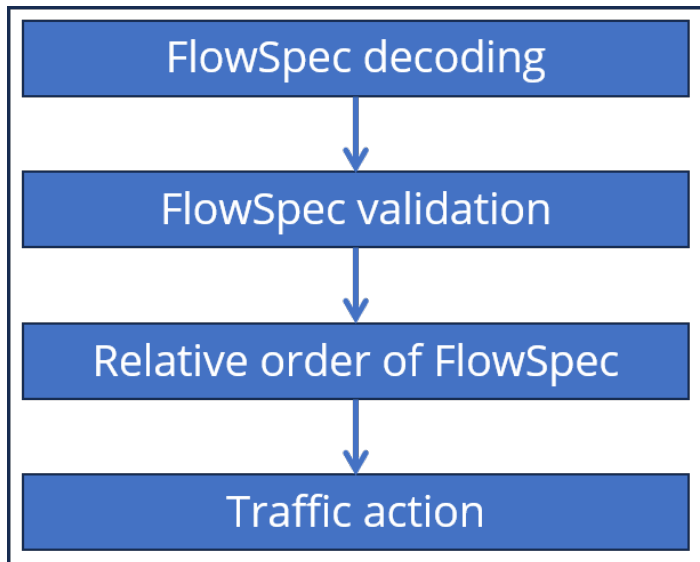 FlowSpec decoding
FlowSpec validation
Relative order of FlowSpec
Traffic action